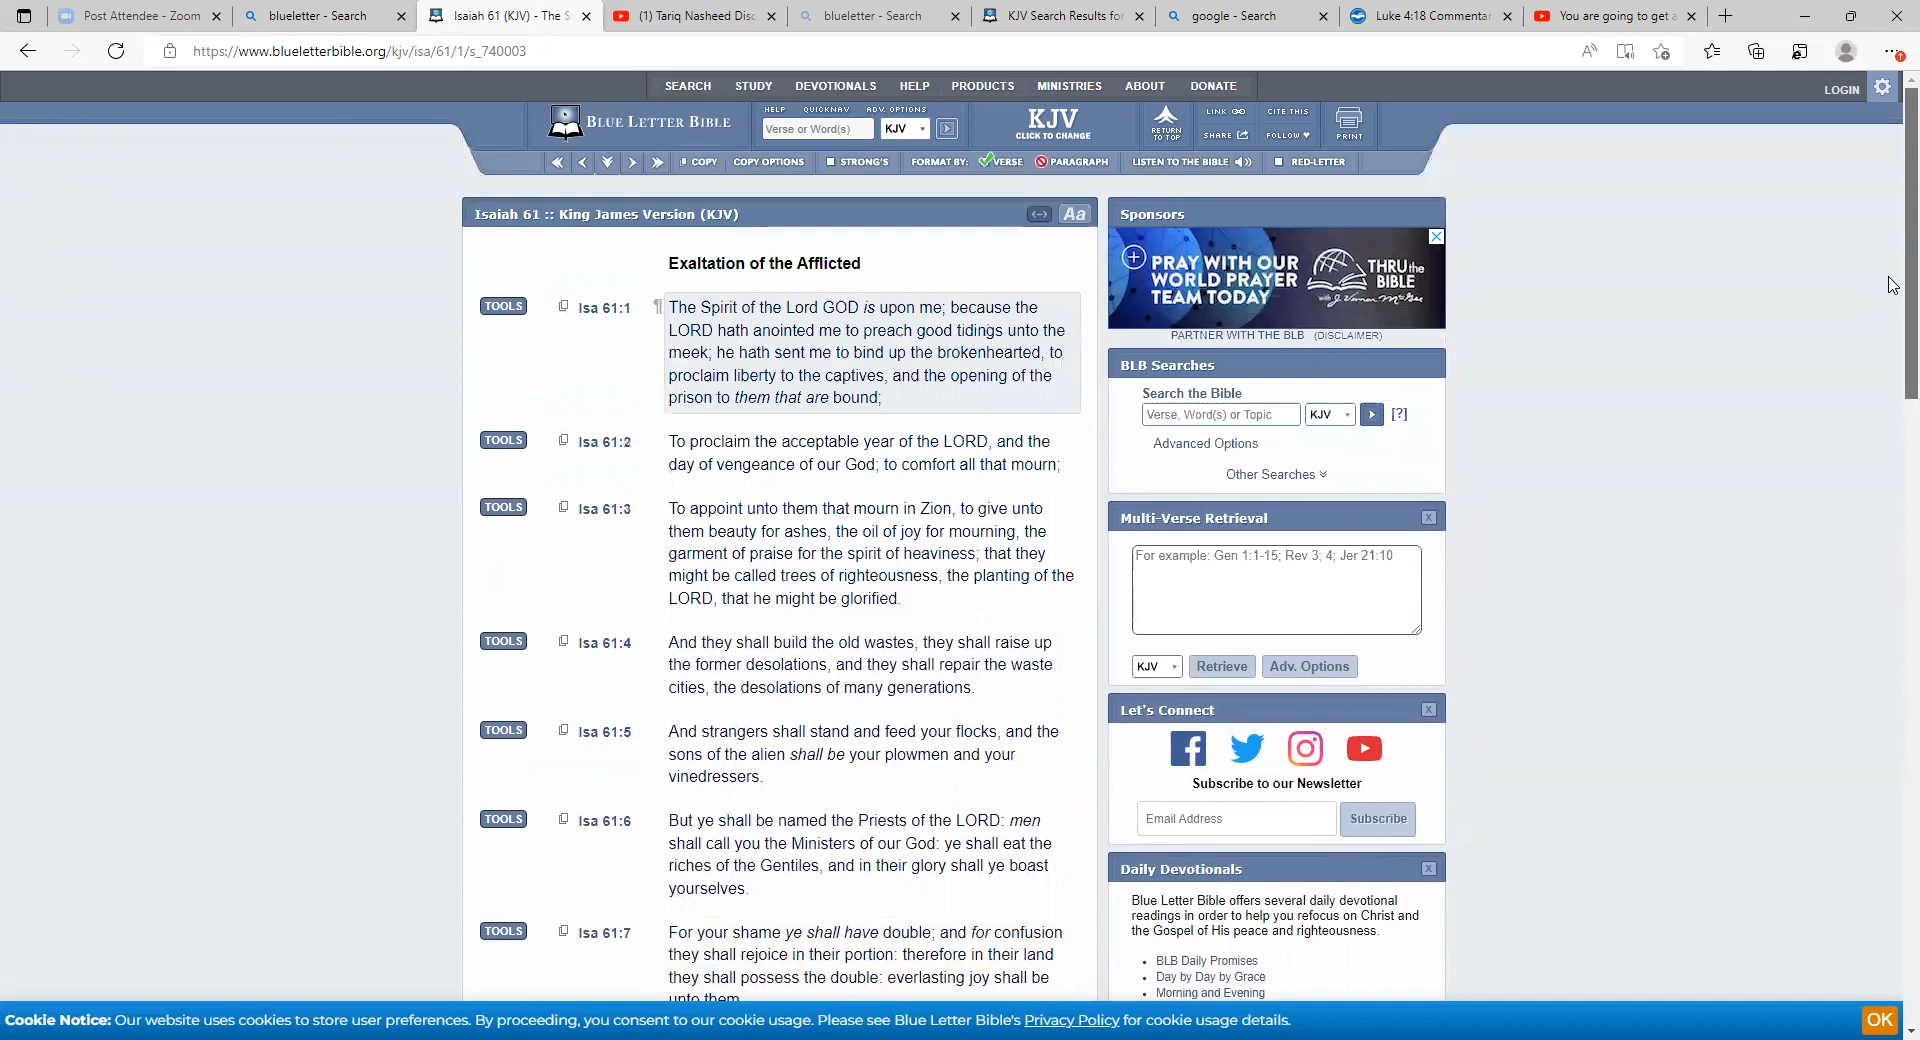 Post Attendee - Zoom
blueletter - Search
Isaiah 61 (KJV) - The S
(1) Tariq Nasheed Disc
blueletter - Search
KJV Search Results for
google - Search
Luke 4:18 Commentar
You are going to get a
https://www.blueletterbible.org/kjv/isa/61/1/s_740003
SEARCH STUDY DEVOTIONALS HELP PRODUCTS MINISTRIES ABOUT DONATE
LOGIN
BLUE LETTER BIBLE
HELP QUICKNAV ADV. OPTIONS
Verse or Word(s) KJV
KJV
CLICK TO CHANGE
RETURN TO TOP
LINK CITE THIS
SHARE FOLLOW
PRINT
COPY COPY OPTIONS STRONG'S FORMAT BY: VERSE PARAGRAPH LISTEN TO THE BIBLE RED-LETTER
Isaiah 61 :: King James Version (KJV)
Aa
Exaltation of the Afflicted
TOOLS Isa 61:1 ¶ The Spirit of the Lord GOD is upon me; because the
LORD hath anointed me to preach good tidings unto the
meek; he hath sent me to bind up the brokenhearted, to
proclaim liberty to the captives, and the opening of the
prison to them that are bound;
TOOLS Isa 61:2 To proclaim the acceptable year of the LORD, and the
day of vengeance of our God; to comfort all that mourn;
TOOLS Isa 61:3 To appoint unto them that mourn in Zion, to give unto
them beauty for ashes, the oil of joy for mourning, the
garment of praise for the spirit of heaviness; that they
might be called trees of righteousness, the planting of the
LORD, that he might be glorified.
TOOLS Isa 61:4 And they shall build the old wastes, they shall raise up
the former desolations, and they shall repair the waste
cities, the desolations of many generations.
TOOLS Isa 61:5 And strangers shall stand and feed your flocks, and the
sons of the alien shall be your plowmen and your
vinedressers.
TOOLS Isa 61:6 But ye shall be named the Priests of the LORD: men
shall call you the Ministers of our God: ye shall eat the
riches of the Gentiles, and in their glory shall ye boast
yourselves.
TOOLS Isa 61:7 For your shame ye shall have double; and for confusion
they shall rejoice in their portion: therefore in their land
they shall possess the double: everlasting joy shall be
unto them.
Sponsors
PRAY WITH OUR
WORLD PRAYER
TEAM TODAY
THRU the
BIBLE
with J. Vernon McGee
PARTNER WITH THE BLB (DISCLAIMER)
BLB Searches
Search the Bible
Verse, Word(s) or Topic KJV [?]
Advanced Options
Other Searches
Multi-Verse Retrieval
For example: Gen 1:1-15; Rev 3; 4; Jer 21:10
KJV Retrieve Adv. Options
Let's Connect
Subscribe to our Newsletter
Email Address Subscribe
Daily Devotionals
Blue Letter Bible offers several daily devotional
readings in order to help you refocus on Christ and
the Gospel of His peace and righteousness.
BLB Daily Promises
Day by Day by Grace
Morning and Evening
Cookie Notice: Our website uses cookies to store user preferences. By proceeding, you consent to our cookie usage. Please see Blue Letter Bible's Privacy Policy for cookie usage details.
OK